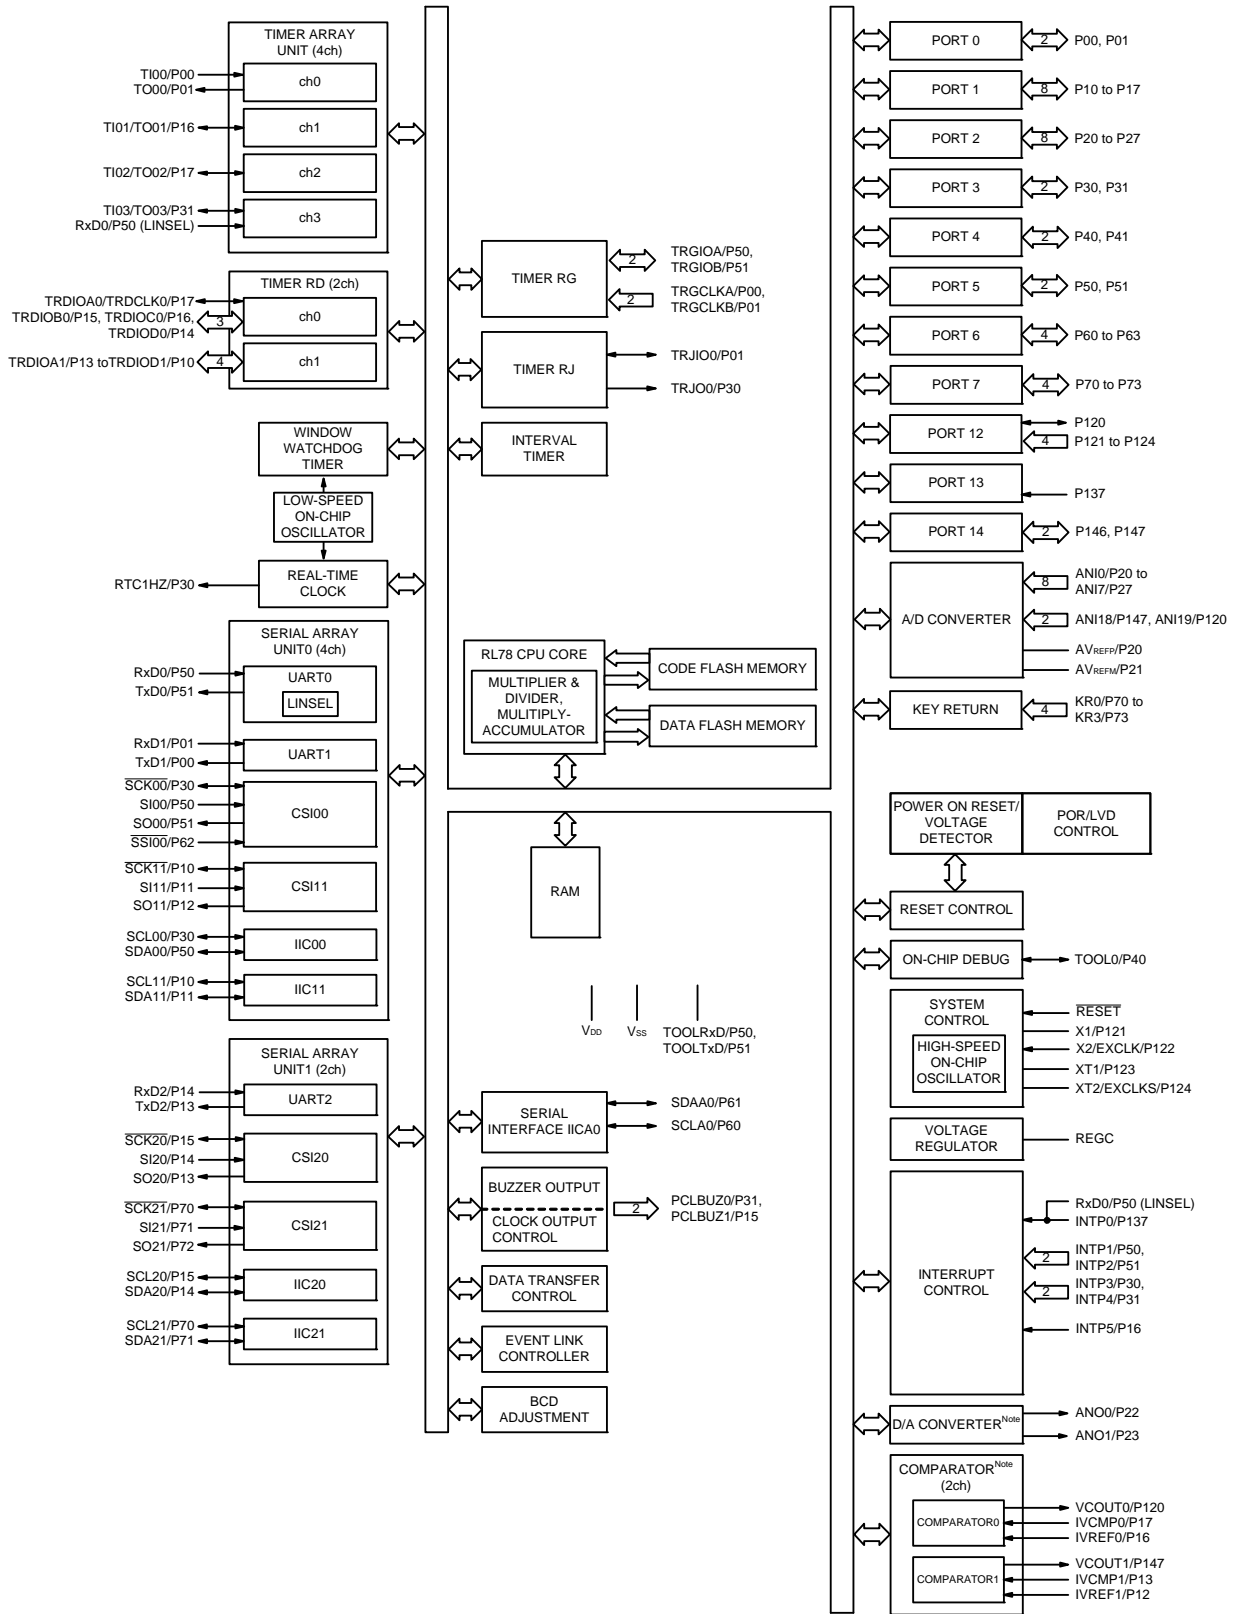 TIMER ARRAY
UNIT (4ch)
TI00/P00
TO00/P01
ch0
TI01/TO01/P16
ch1
TI02/TO02/P17
ch2
TI03/TO03/P31
RxD0/P50 (LINSEL)
ch3
TIMER RD (2ch)
TRDIOA0/TRDCLK0/P17
TRDIOB0/P15, TRDIOC0/P16,
TRDIOD0/P14
3
ch0
TRDIOA1/P13 toTRDIOD1/P10
4
ch1
WINDOW
WATCHDOG
TIMER
LOW-SPEED
ON-CHIP
OSCILLATOR
RTC1HZ/P30
REAL-TIME
CLOCK
SERIAL ARRAY
UNIT0 (4ch)
RxD0/P50
TxD0/P51
UART0
LINSEL
RxD1/P01
TxD1/P00
UART1
SCK00/P30
SI00/P50
SO00/P51
SSI00/P62
CSI00
SCK11/P10
SI11/P11
SO11/P12
CSI11
SCL00/P30
SDA00/P50
IIC00
SCL11/P10
SDA11/P11
IIC11
SERIAL ARRAY
UNIT1 (2ch)
RxD2/P14
TxD2/P13
UART2
SCK20/P15
SI20/P14
SO20/P13
CSI20
SCK21/P70
SI21/P71
SO21/P72
CSI21
SCL20/P15
SDA20/P14
IIC20
SCL21/P70
SDA21/P71
IIC21
TIMER RG
2
TRGIOA/P50,
TRGIOB/P51
2
TRGCLKA/P00,
TRGCLKB/P01
TIMER RJ
TRJIO0/P01
TRJO0/P30
INTERVAL
TIMER
RL78 CPU CORE
MULTIPLIER &
DIVIDER,
MULITIPLY-
ACCUMULATOR
CODE FLASH MEMORY
DATA FLASH MEMORY
RAM
VDD
VSS
TOOLRxD/P50,
TOOLTxD/P51
SERIAL
INTERFACE IICA0
SDAA0/P61
SCLA0/P60
BUZZER OUTPUT
CLOCK OUTPUT
CONTROL
2
PCLBUZ0/P31,
PCLBUZ1/P15
DATA TRANSFER
CONTROL
EVENT LINK
CONTROLLER
BCD
ADJUSTMENT
PORT 0
2
P00, P01
PORT 1
8
P10 to P17
PORT 2
8
P20 to P27
PORT 3
2
P30, P31
PORT 4
2
P40, P41
PORT 5
2
P50, P51
PORT 6
4
P60 to P63
PORT 7
4
P70 to P73
PORT 12
P120
4
P121 to P124
PORT 13
P137
PORT 14
2
P146, P147
A/D CONVERTER
8
ANI0/P20 to
ANI7/P27
2
ANI18/P147, ANI19/P120
AVREFP/P20
AVREFM/P21
KEY RETURN
4
KR0/P70 to
KR3/P73
POWER ON RESET/
VOLTAGE
DETECTOR
POR/LVD
CONTROL
RESET CONTROL
ON-CHIP DEBUG
TOOL0/P40
SYSTEM
CONTROL
HIGH-SPEED
ON-CHIP
OSCILLATOR
RESET
X1/P121
X2/EXCLK/P122
XT1/P123
XT2/EXCLKS/P124
VOLTAGE
REGULATOR
REGC
INTERRUPT
CONTROL
RxD0/P50 (LINSEL)
INTP0/P137
2
INTP1/P50,
INTP2/P51
2
INTP3/P30,
INTP4/P31
INTP5/P16
D/A CONVERTER Note
ANO0/P22
ANO1/P23
COMPARATOR Note
(2ch)
COMPARATOR0
VCOUT0/P120
IVCMP0/P17
IVREF0/P16
COMPARATOR1
VCOUT1/P147
IVCMP1/P13
IVREF1/P12